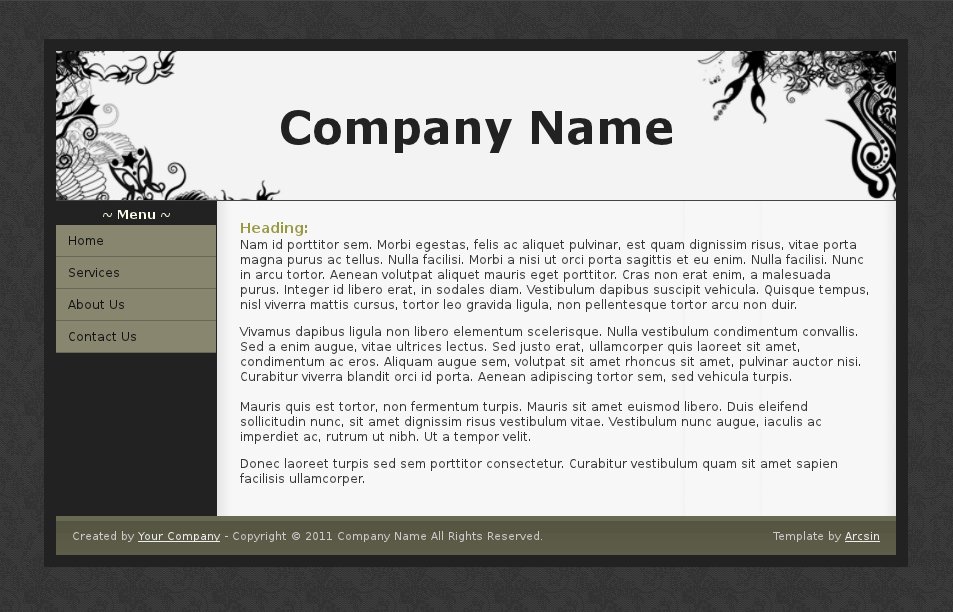 Company Name
~ Menu ~
Home
Services
About Us
Contact Us
Heading:
Nam id porttitor sem. Morbi egestas, felis ac aliquet pulvinar, est quam dignissim risus, vitae porta
magna purus ac tellus. Nulla facilisi. Morbi a nisi ut orci porta sagittis et eu enim. Nulla facilisi. Nunc
in arcu tortor. Aenean volutpat aliquet mauris eget porttitor. Cras non erat enim, a malesuada
purus. Integer id libero erat, in sodales diam. Vestibulum dapibus suscipit vehicula. Quisque tempus,
nisl viverra mattis cursus, tortor leo gravida ligula, non pellentesque tortor arcu non duir.
Vivamus dapibus ligula non libero elementum scelerisque. Nulla vestibulum condimentum convallis.
Sed a enim augue, vitae ultrices lectus. Sed justo erat, ullamcorper quis laoreet sit amet,
condimentum ac eros. Aliquam augue sem, volutpat sit amet rhoncus sit amet, pulvinar auctor nisi.
Curabitur viverra blandit orci id porta. Aenean adipiscing tortor sem, sed vehicula turpis.
Mauris quis est tortor, non fermentum turpis. Mauris sit amet euismod libero. Duis eleifend
sollicitudin nunc, sit amet dignissim risus vestibulum vitae. Vestibulum nunc augue, iaculis ac
imperdiet ac, rutrum ut nibh. Ut a tempor velit.
Donec laoreet turpis sed sem porttitor consectetur. Curabitur vestibulum quam sit amet sapien
facilisis ullamcorper.
Created by Your Company - Copyright © 2011 Company Name All Rights Reserved.
Template by Arcsin